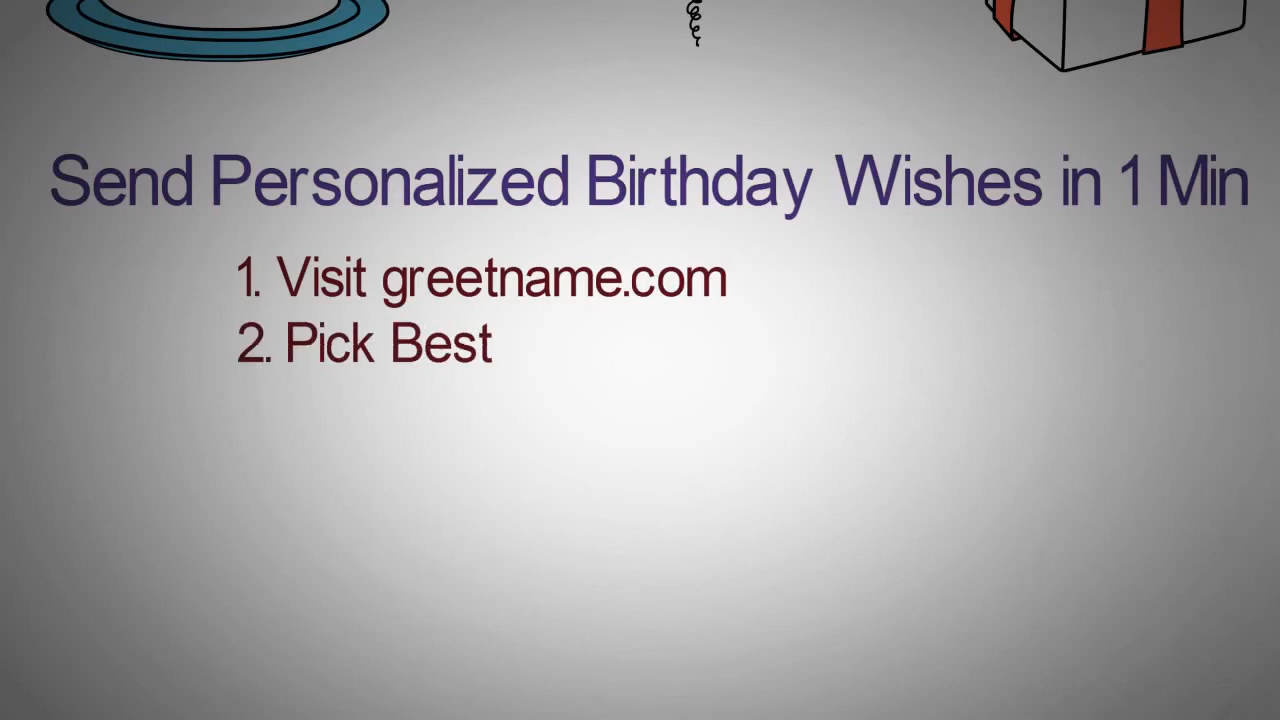 Send Personalized Birthday Wishes in 1 Min
1. Visit greetname.com
2. Pick Best